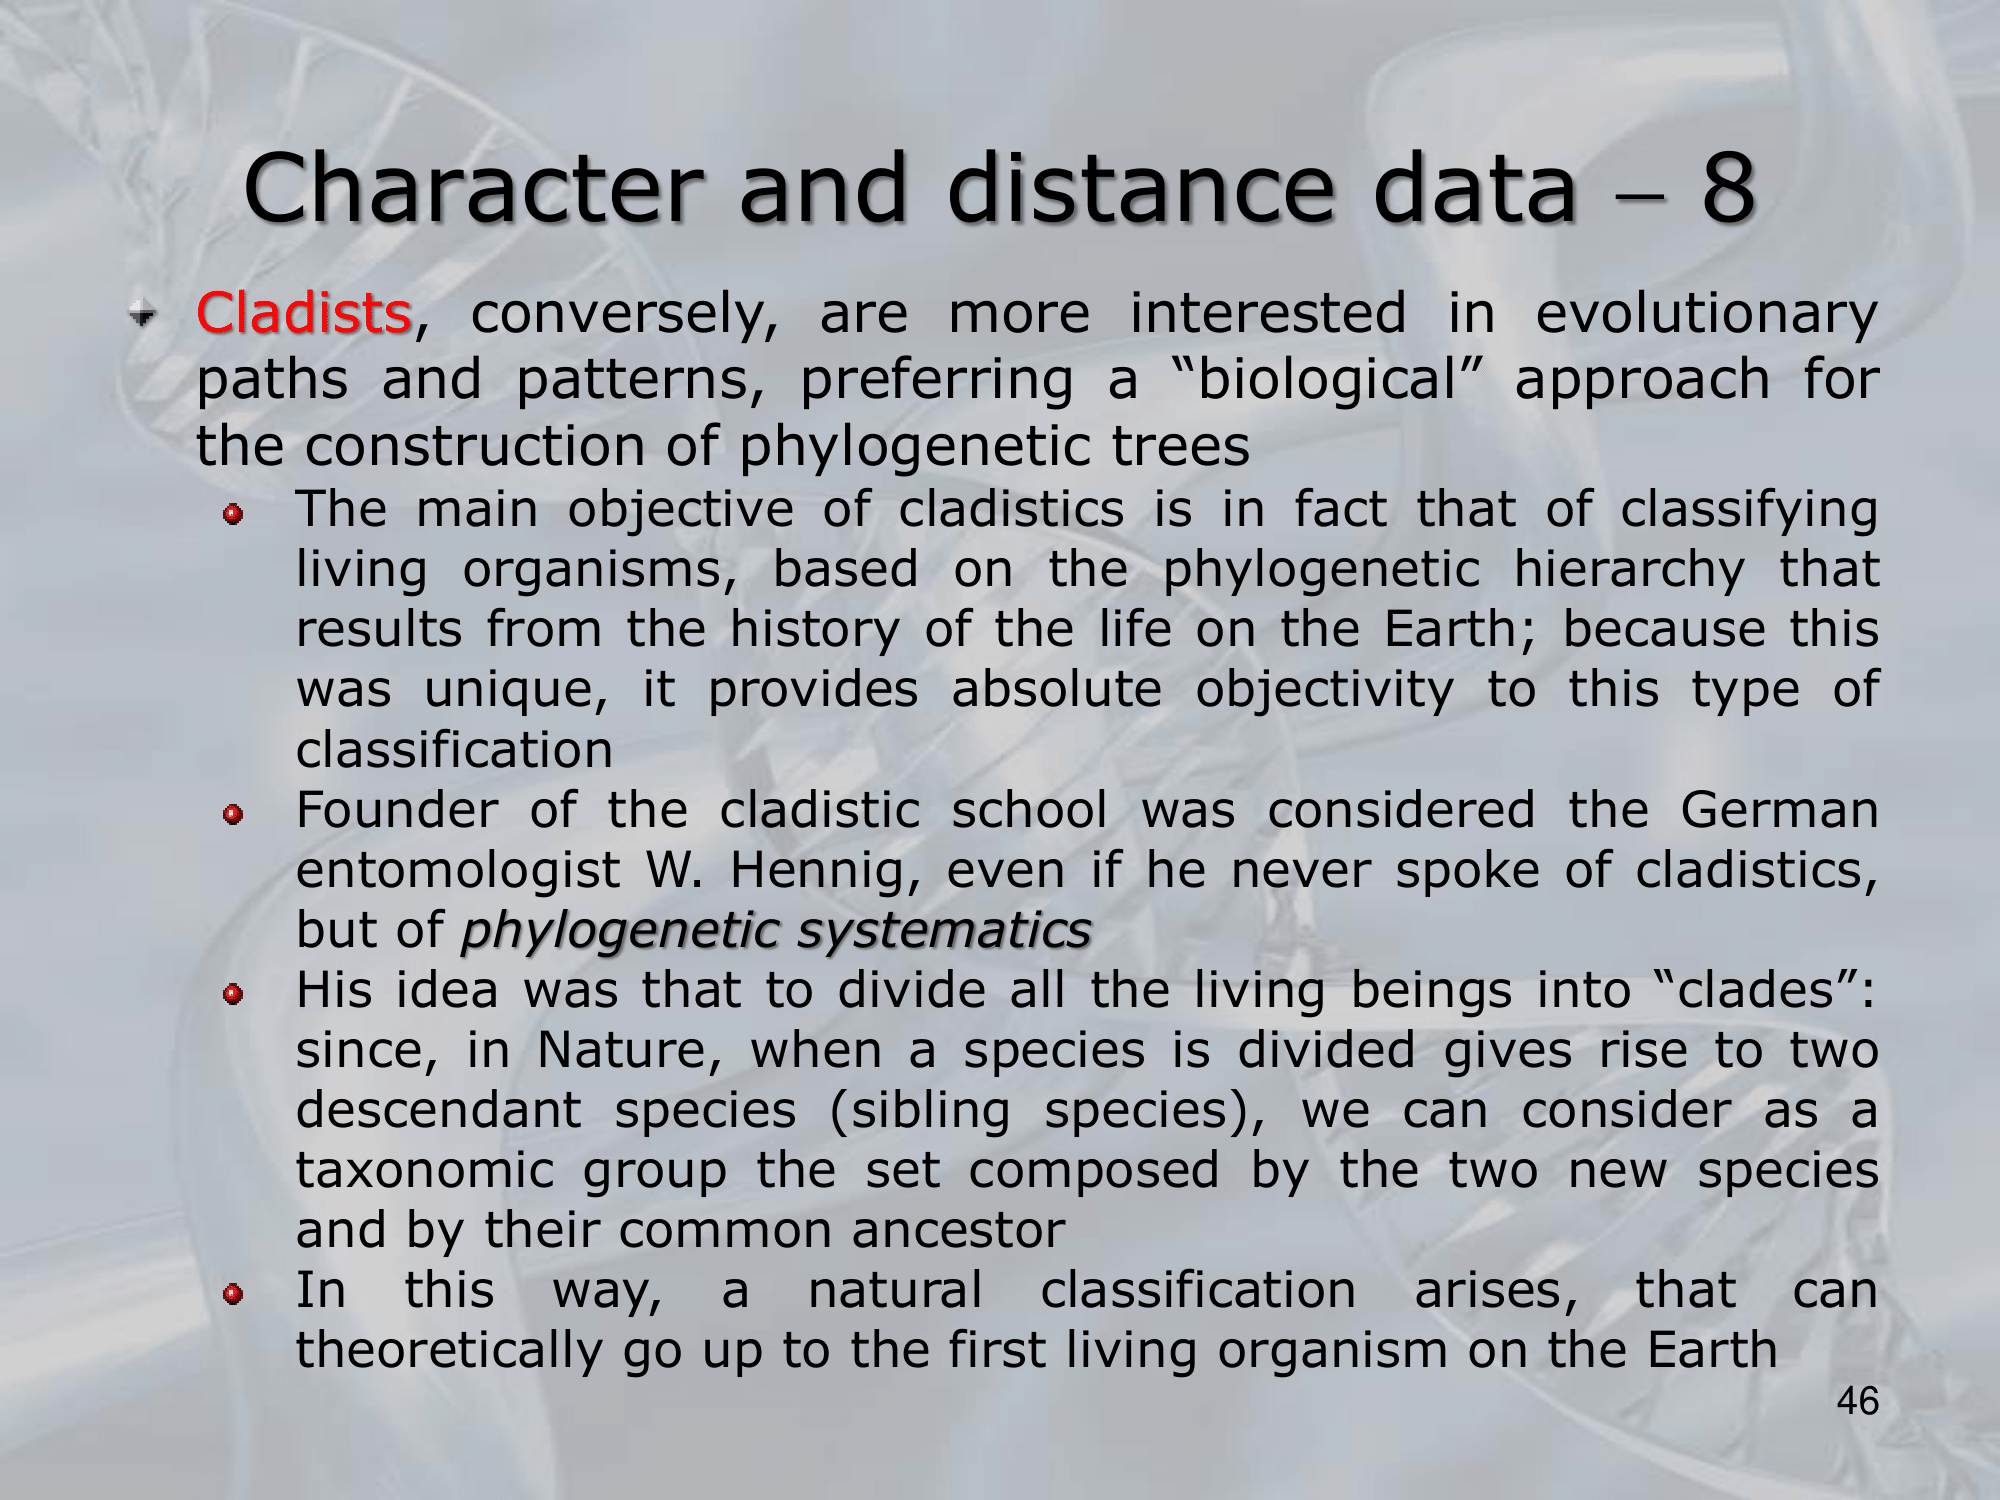 Character and distance data – 8
Cladists, conversely, are more interested in evolutionary
paths and patterns, preferring a “biological” approach for
the construction of phylogenetic trees
The main objective of cladistics is in fact that of classifying
living organisms, based on the phylogenetic hierarchy that
results from the history of the life on the Earth; because this
was unique, it provides absolute objectivity to this type of
classification
Founder of the cladistic school was considered the German
entomologist W. Hennig, even if he never spoke of cladistics,
but of phylogenetic systematics
His idea was that to divide all the living beings into “clades”:
since, in Nature, when a species is divided gives rise to two
descendant species (sibling species), we can consider as a
taxonomic group the set composed by the two new species
and by their common ancestor
In this way, a natural classification arises, that can
theoretically go up to the first living organism on the Earth
46